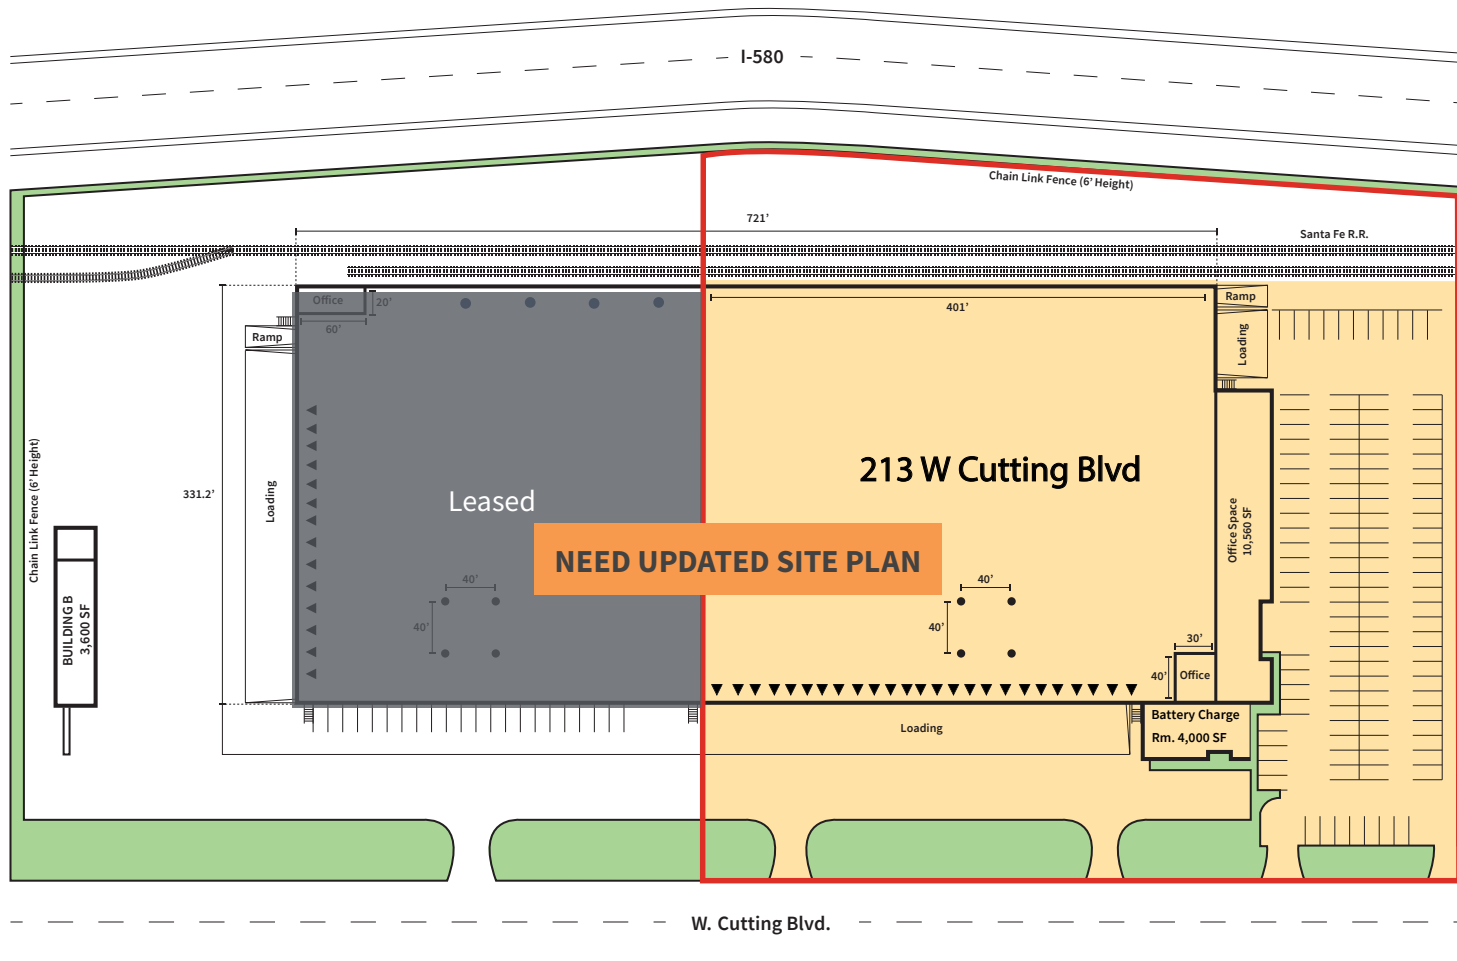 I-580
Chain Link Fence (6' Height)
721'
Santa Fe R.R.
Office
20'
60'
401'
Ramp
Ramp
Loading
213 W Cutting Blvd
Leased
331.2'
Loading
Chain Link Fence (6' Height)
Office Space
10,560 SF
NEED UPDATED SITE PLAN
40'
40'
40'
40'
BUILDING B
3,600 SF
30'
40'
Office
Loading
Battery Charge
Rm. 4,000 SF
W. Cutting Blvd.